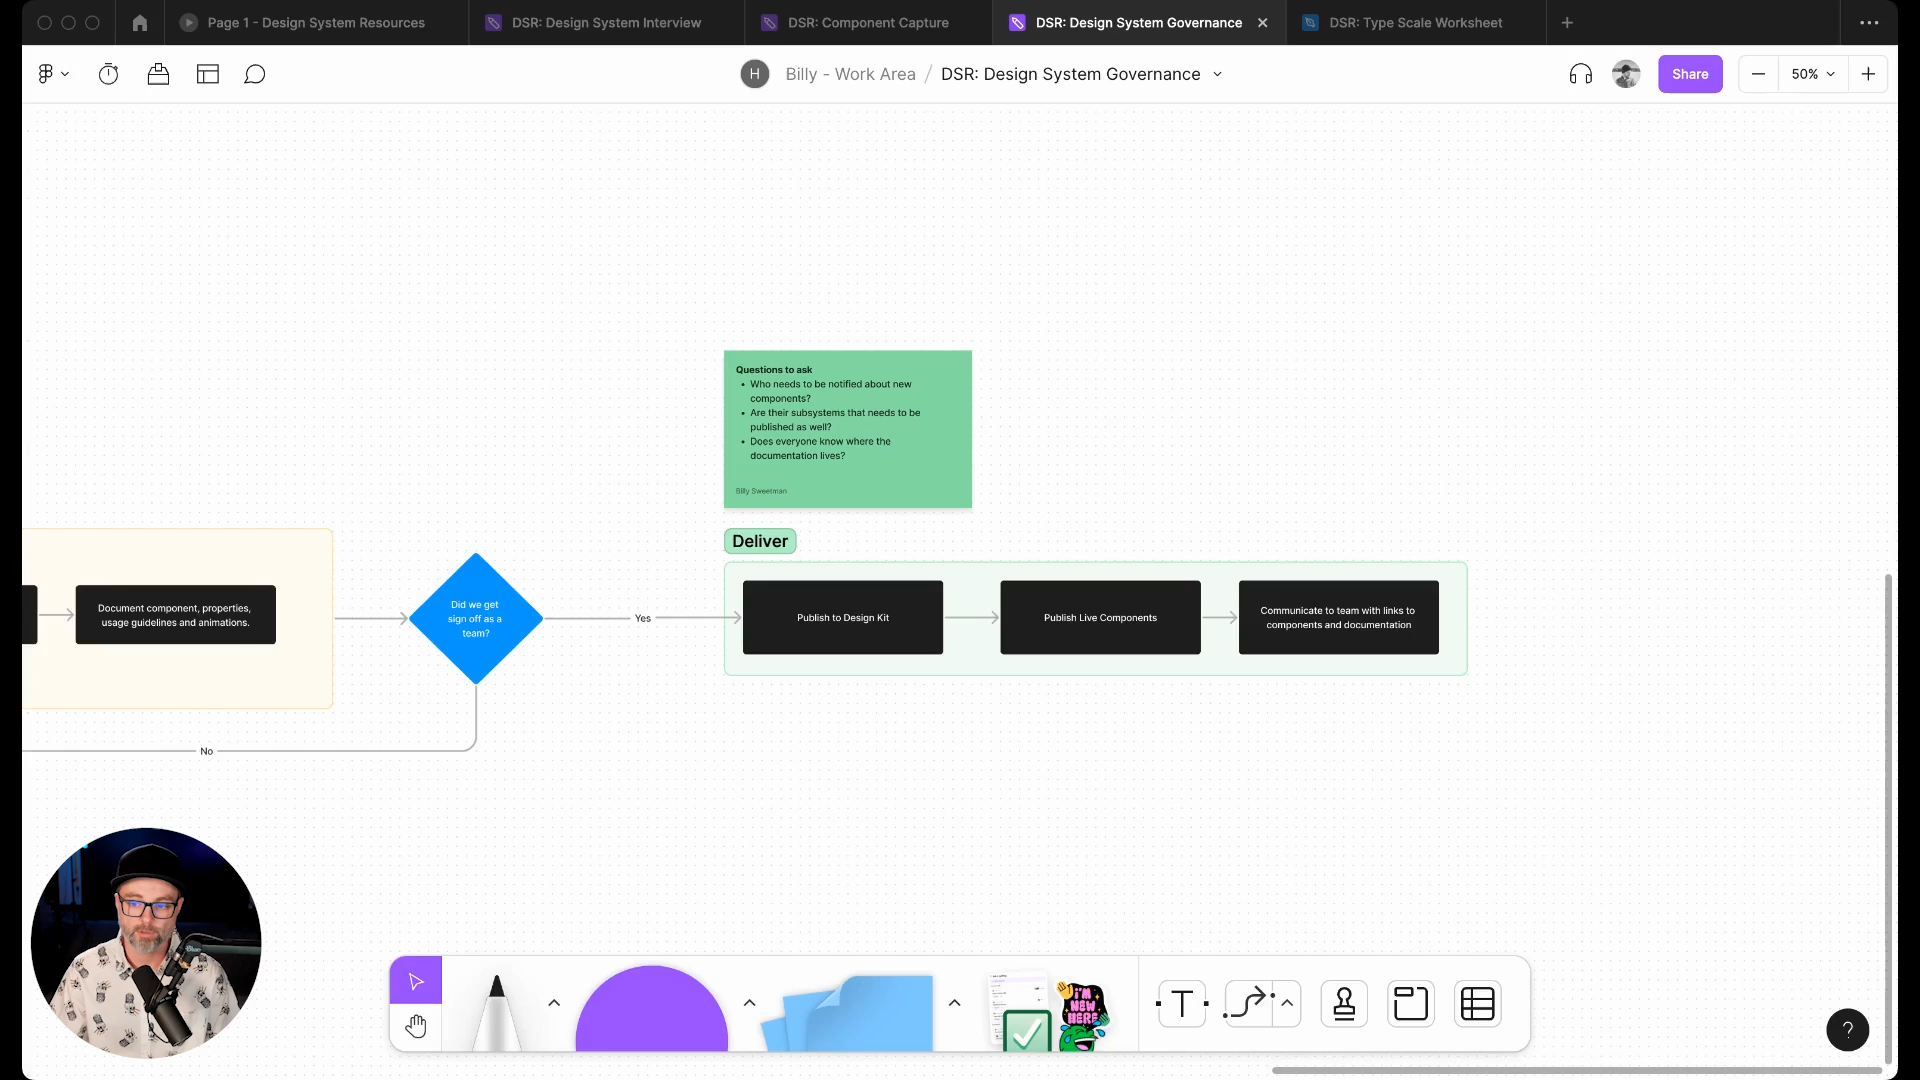 Page 1 - Design System Resources
DSR: Design System Interview
DSR: Component Capture
DSR: Design System Governance
DSR: Type Scale Worksheet
H
Billy - Work Area / DSR: Design System Governance
Share
50%
Questions to ask
• Who needs to be notified about new
components?
• Are their subsystems that needs to be
published as well?
• Does everyone know where the
documentation lives?
Billy Sweetman
Deliver
Document component, properties,
usage guidelines and animations.
Did we get
sign off as a
team?
Yes
Publish to Design Kit
Publish Live Components
Communicate to team with links to
components and documentation
No
I'M
NEW
HERE
T
?